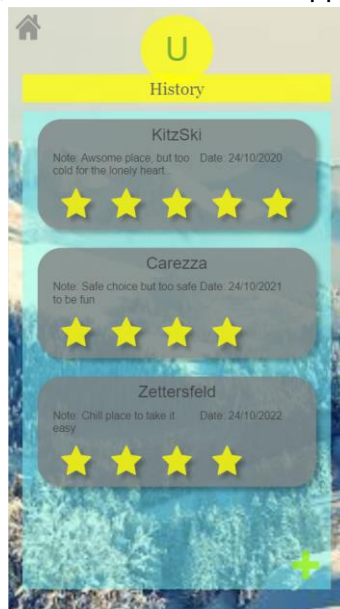 U
History
KitzSki
Note: Awsome place, but too Date: 24/10/2020
cold for the lonely heart..
Carezza
Note: Safe choice but too safe Date: 24/10/2021
to be fun
Zettersfeld
Note: Chill place to take it Date: 24/10/2022
easy